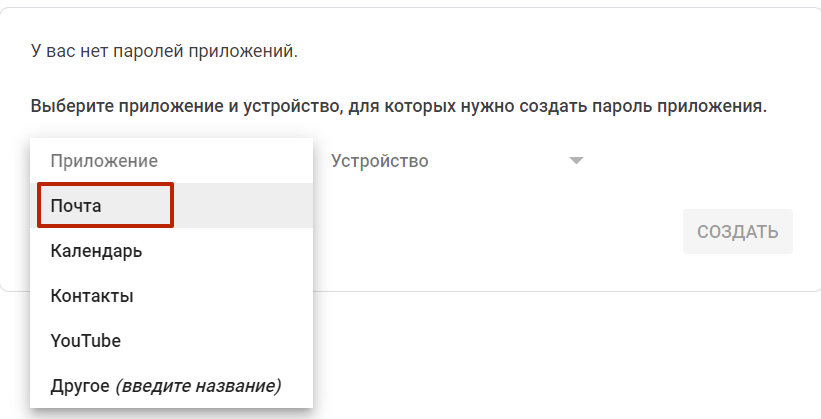 У вас нет паролей приложений.
Выберите приложение и устройство, для которых нужно создать пароль приложения.
Приложение
Устройство
Почта
СОЗДАТЬ
Календарь
Контакты
YouTube
Другое (введите название)